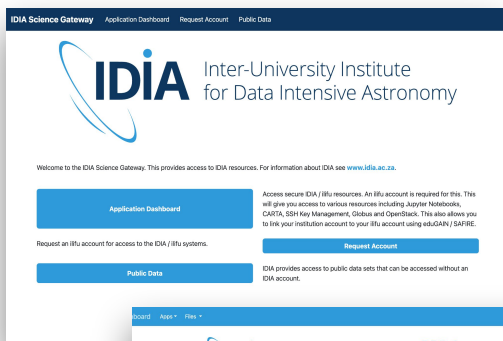 IDIA Science Gateway Application Dashboard Request Account Public Data
IDIA Inter-University Institute
for Data Intensive Astronomy
Welcome to the IDIA Science Gateway. This provides access to IDIA resources. For information about IDIA see www.idia.ac.za.
Application Dashboard
Access secure IDIA / ilifu resources. An ilifu account is required for this. This
will give you access to various resources including Jupyter Notebooks,
CARTA, SSH Key Management, Globus and OpenStack. This also allows you
to link your institution account to your ilifu account using eduGAIN / SAFIRE.
Request an ilifu account for access to the IDIA / ilifu systems.
Request Account
Public Data
IDIA provides access to public data sets that can be accessed without an
IDIA account.
board Apps Files